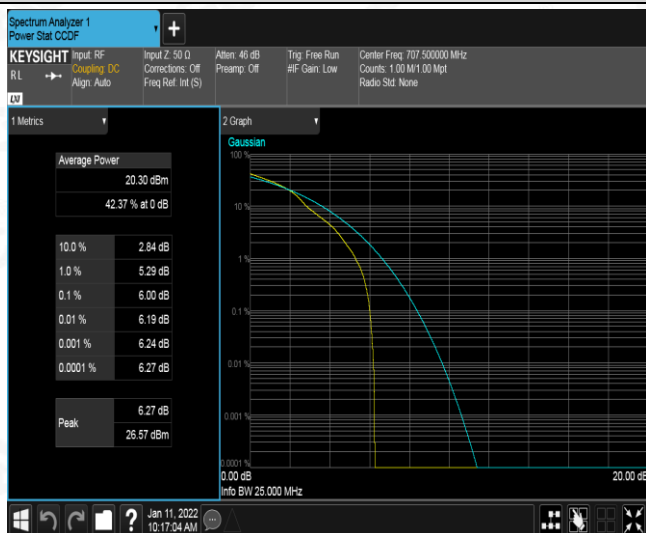 Spectrum Analyzer 1
Power Stat CCDF
+
KEYSIGHT
RL
LXI
Input: RF
Coupling: DC
Align: Auto
Input Z: 50 Ω
Corrections: Off
Freq Ref: Int (S)
Atten: 46 dB
Preamp: Off
Trig: Free Run
#IF Gain: Low
Center Freq: 707.500000 MHz
Counts: 1.00 M/1.00 Mpt
Radio Std: None
1 Metrics
Average Power
20.30 dBm
42.37 % at 0 dB
10.0 % 2.84 dB
1.0 % 5.29 dB
0.1 % 6.00 dB
0.01 % 6.19 dB
0.001 % 6.24 dB
0.0001 % 6.27 dB
Peak
6.27 dB
26.57 dBm
2 Graph
Gaussian
100 %
10 %
1 %
0.1 %
0.01 %
0.001 %
0.0001 %
0.00 dB
20.00 dB
Info BW 25.000 MHz
?
Jan 11, 2022
10:17:04 AM